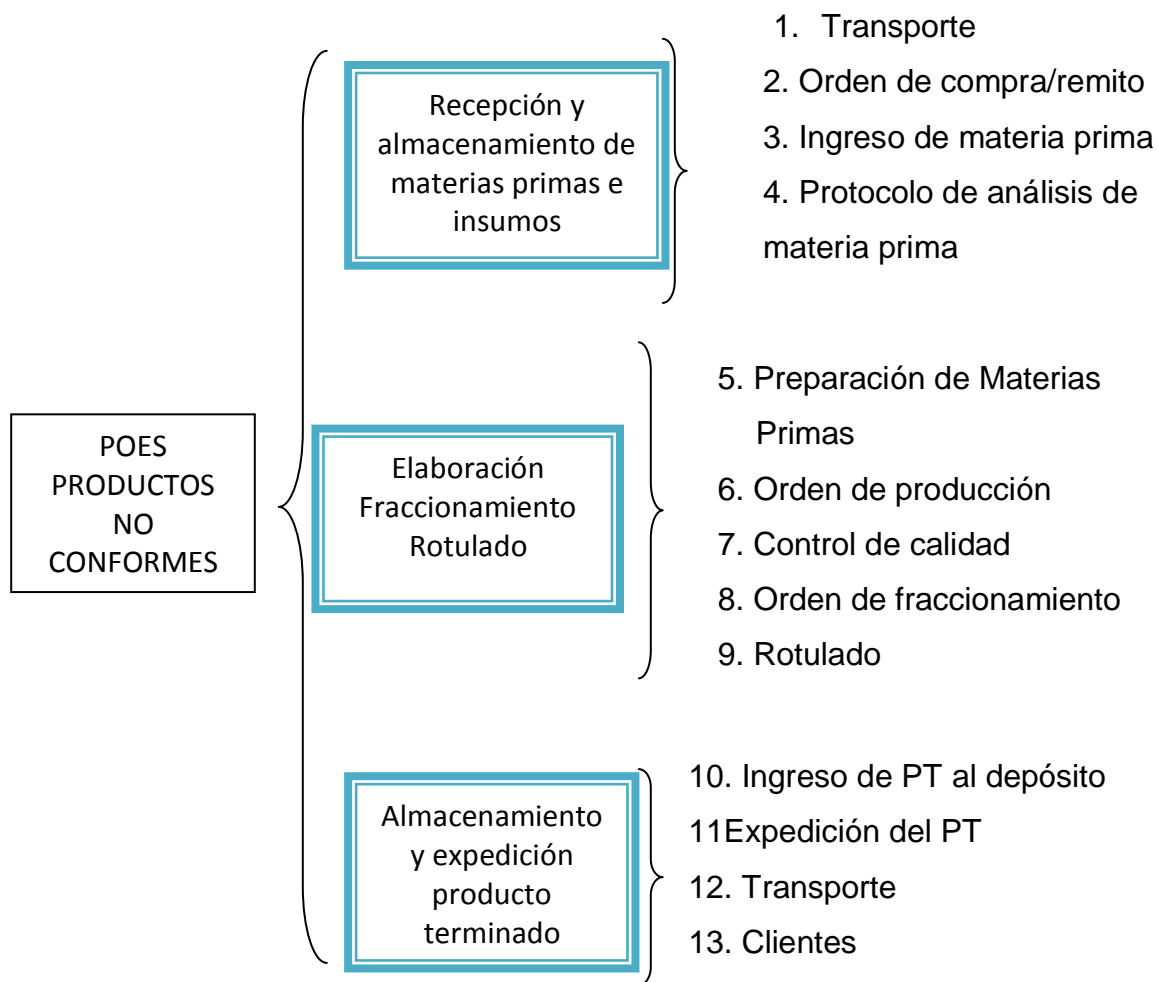 POES
PRODUCTOS
NO
CONFORMES
Recepción y
almacenamiento de
materias primas e
insumos
1. Transporte
2. Orden de compra/remito
3. Ingreso de materia prima
4. Protocolo de análisis de
materia prima
Elaboración
Fraccionamiento
Rotulado
5. Preparación de Materias
Primas
6. Orden de producción
7. Control de calidad
8. Orden de fraccionamiento
9. Rotulado
Almacenamiento
y expedición
producto
terminado
10. Ingreso de PT al depósito
11Expedición del PT
12. Transporte
13. Clientes